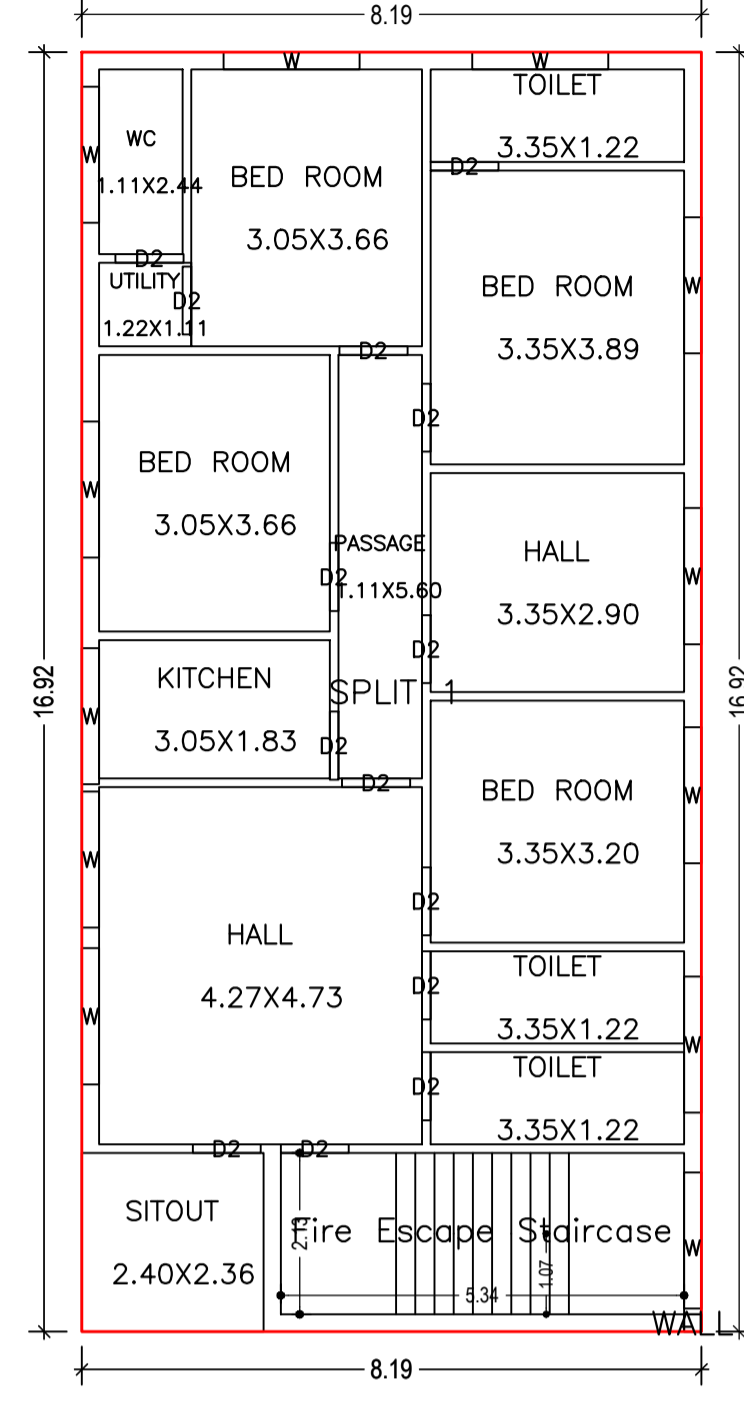 8.19
W
W
TOILET
3.35X1.22
WC
1.11X2.44
W
BED ROOM
3.05X3.66
D2
D2
UTILITY
1.22X1.11
D2
BED ROOM
3.35X3.89
W
D2
D2
BED ROOM
3.05X3.66
W
PASSAGE
1.11X5.60
D2
HALL
3.35X2.90
W
D2
16.92
16.92
KITCHEN
3.05X1.83
W
SPLIT 1
D2
D2
BED ROOM
3.35X3.20
W
W
D2
HALL
4.27X4.73
W
TOILET
3.35X1.22
D2
W
TOILET
3.35X1.22
D2
D2
D2
SITOUT
2.40X2.36
2.13
Fire Escape Staircase
W
1.07
5.34
WALL
8.19